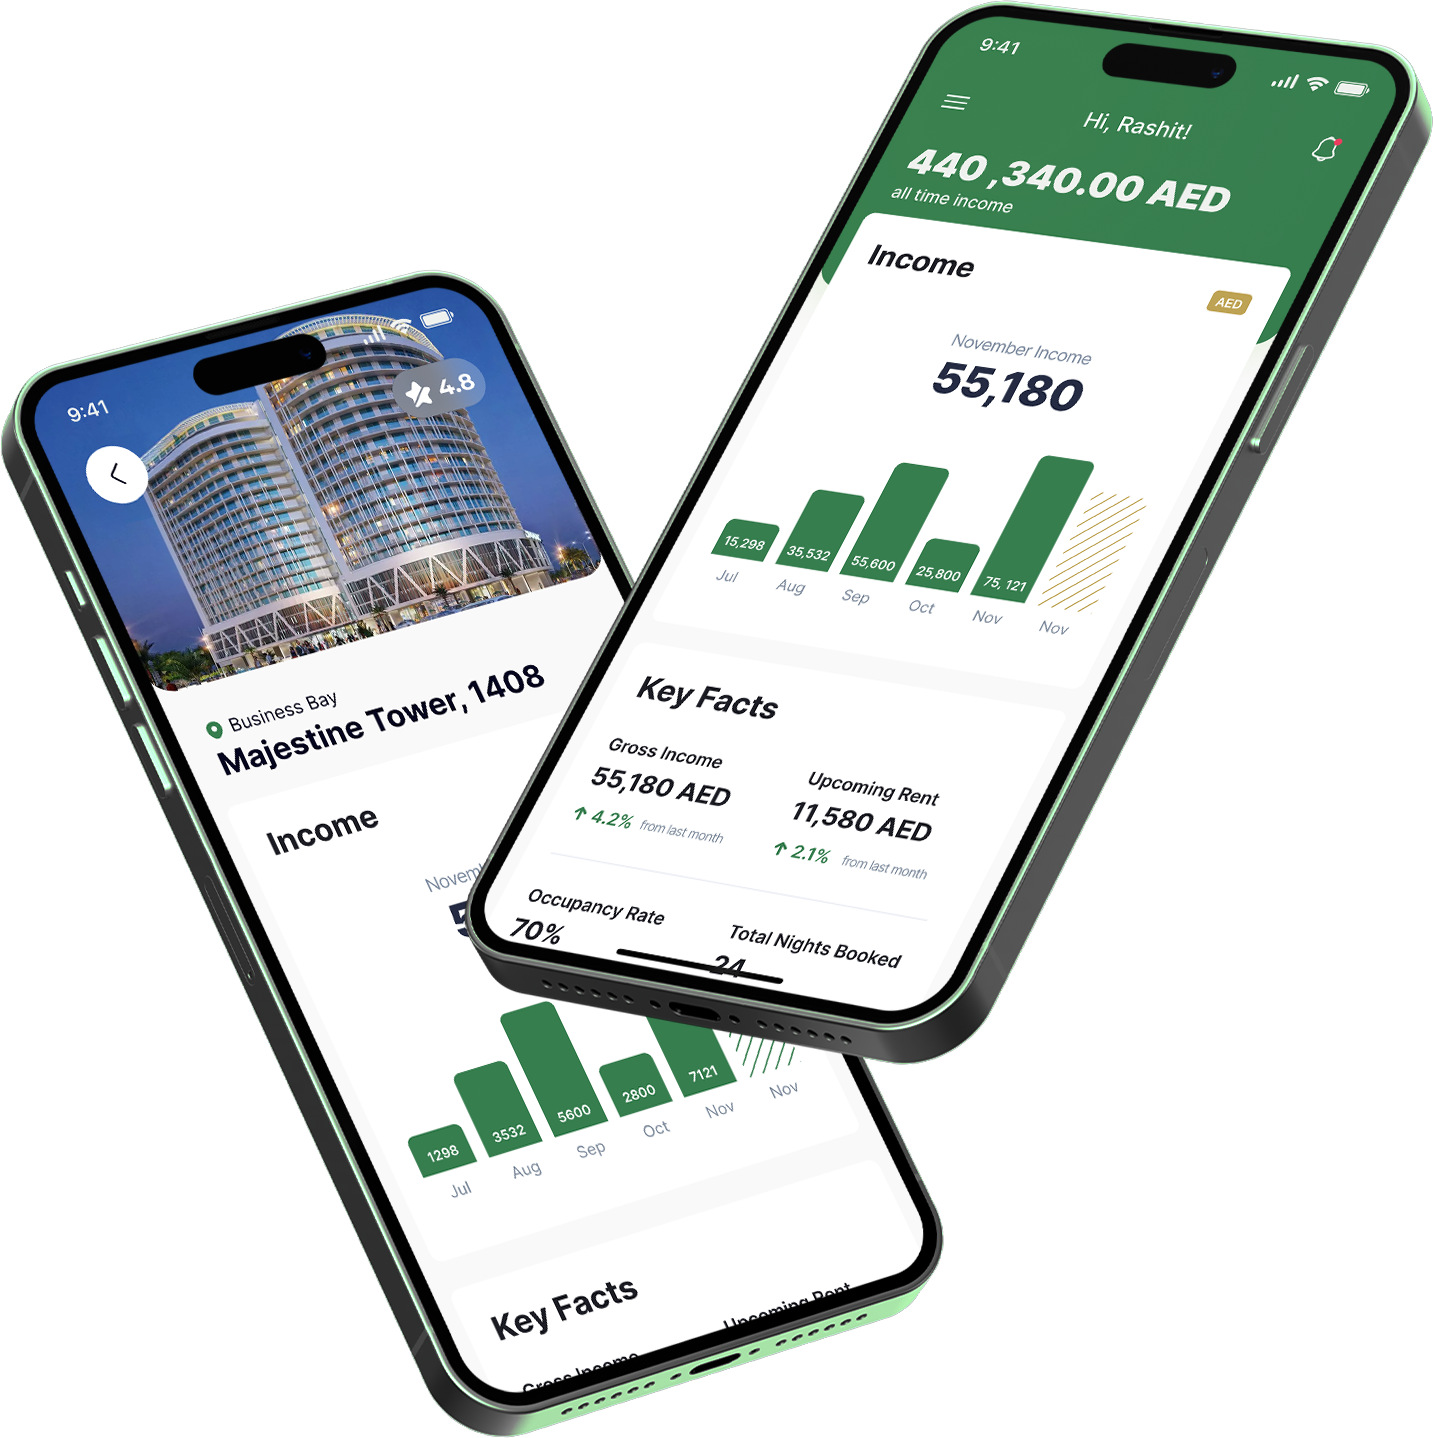 9:41
4.8
Business Bay
Majestine Tower, 1408
Income
1298
3532
5600
2800
7121
Jul
Aug
Sep
Oct
Nov
Nov
Key Facts
Gross Income
Upcoming Rent
9:41
Hi, Rashit!
440,340.00 AED
all time income
Income
AED
November Income
55,180
15,298
35,532
55,600
25,800
75, 121
Jul
Aug
Sep
Oct
Nov
Nov
Key Facts
Gross Income
55,180 AED
4.2% from last month
Upcoming Rent
11,580 AED
2.1% from last month
Occupancy Rate
70%
Total Nights Booked
24